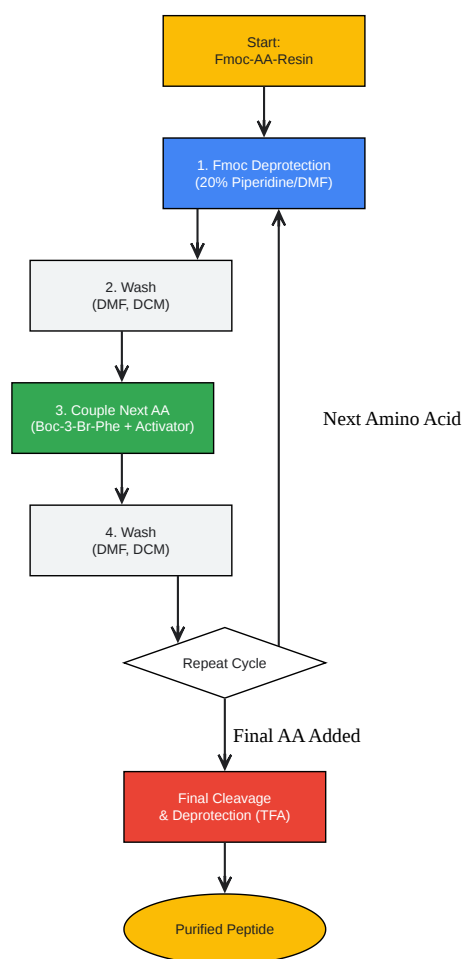 Start:
Fmoc-AA-Resin
1. Fmoc Deprotection
(20% Piperidine/DMF)
2. Wash
(DMF, DCM)
3. Couple Next AA
(Boc-3-Br-Phe + Activator)
Next Amino Acid
4. Wash
(DMF, DCM)
Repeat Cycle
Final AA Added
Final Cleavage
& Deprotection (TFA)
Purified Peptide